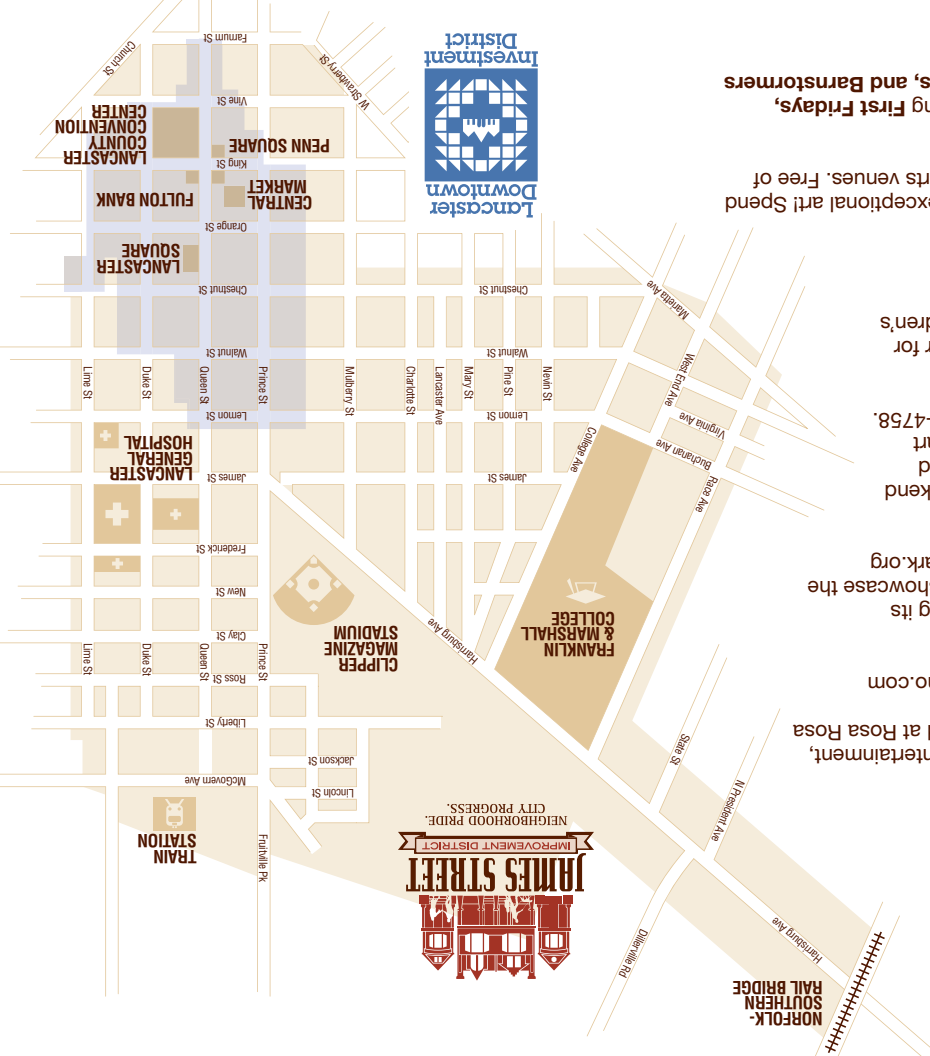 NORFOLK-
SOUTHERN
RAIL BRIDGE
Harrisburg Ave
Dillerville Rd
JAMES STREET
IMPROVEMENT DISTRICT
NEIGHBORHOOD PRIDE.
CITY PROGRESS.
N President Ave
State St
Fruitville Pk
TRAIN
STATION
McGovern Ave
Lincoln St
Jackson St
Liberty St
Ross St
Clay St
New St
Frederick St
James St
Lime St
Duke St
Queen St
Prince St
CLIPPER
MAGAZINE
STADIUM
Harrisburg Ave
FRANKLIN
& MARSHALL
COLLEGE
Race Ave
College Ave
Buchanan Ave
Virginia Ave
West End Ave
Marietta Ave
James St
LANCASTER
GENERAL
HOSPITAL
Lemon St
Lemon St
Nevin St
Pine St
Mary St
Lancaster Ave
Charlotte St
Mulberry St
Prince St
Queen St
Duke St
Lime St
Walnut St
Walnut St
Chestnut St
Chestnut St
LANCASTER
SQUARE
Orange St
CENTRAL
MARKET
FULTON BANK
King St
PENN SQUARE
LANCASTER
COUNTY
CONVENTION
CENTER
Vine St
W Strawberry St
Church St
Farnum St
Lancaster
Downtown
Investment
District
ntertainment,
d at Rosa Rosa
no.com
g its
howcase the
ark.org
kend
d
art
-4758.
r for
dren's
exceptional art! Spend
rts venues. Free of
ng First Fridays,
s, and Barnstormers